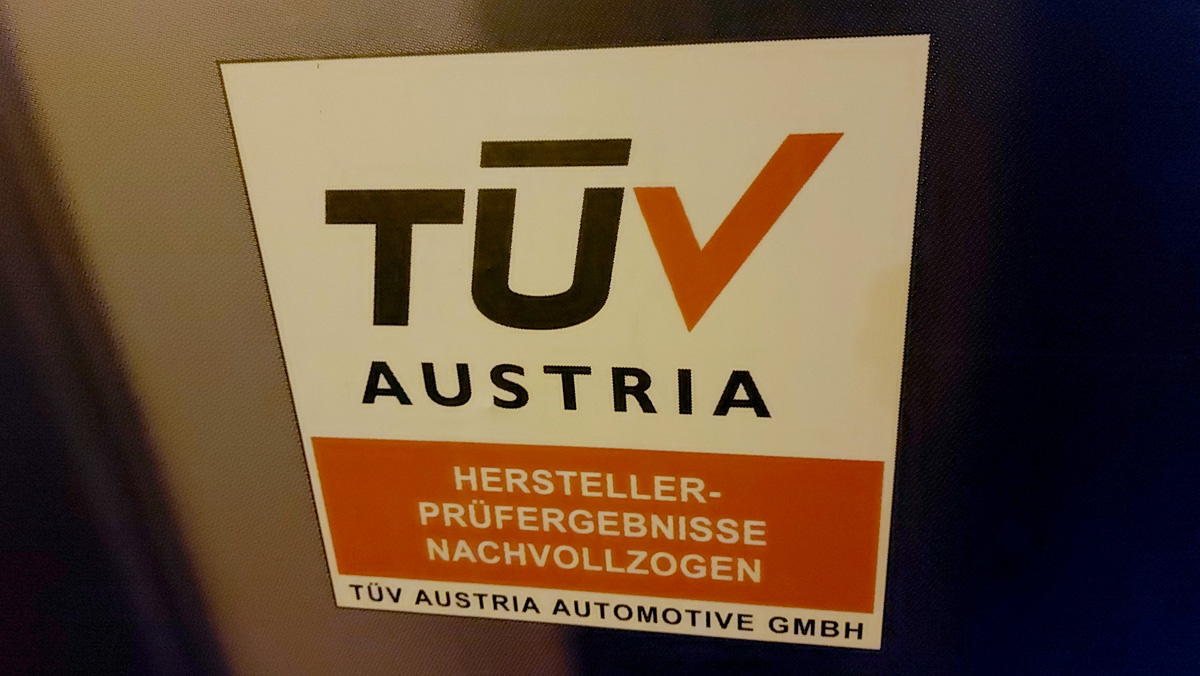 TÜV
AUSTRIA
HERSTELLER-
PRÜFERGEBNISSE
NACHVOLLZOGEN
TÜV AUSTRIA AUTOMOTIVE GMBH